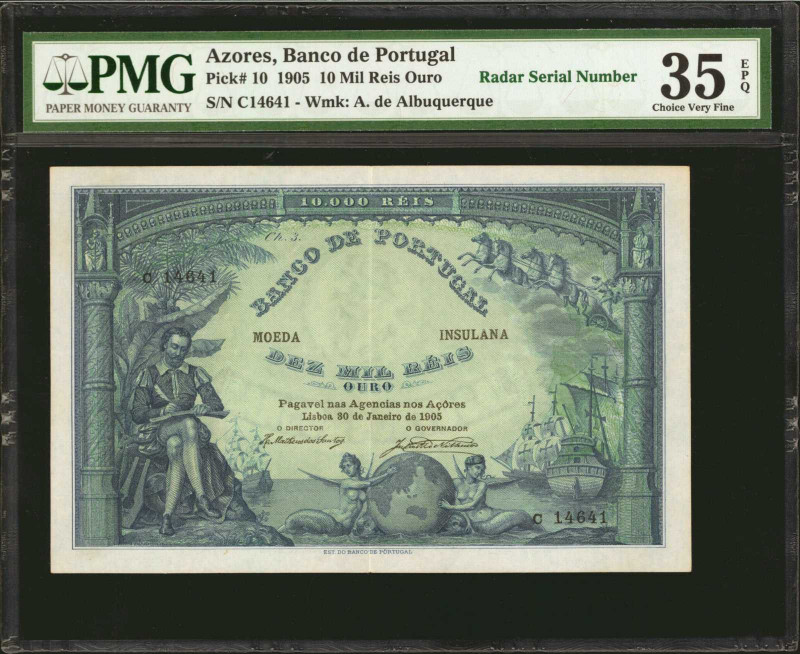 PMG
PAPER MONEY GUARANTY
Azores, Banco de Portugal
Pick# 10 1905 10 Mil Reis Ouro
S/N C14641 - Wmk: A. de Albuquerque
Radar Serial Number
35
EPQ
Choice Very Fine
10.000 RÉIS
Ch. 3.
BANCO DE PORTUGAL
C 14641
MOEDA INSULANA
DEZ MIL RÉIS
OURO
Pagavel nas Agencias nos Açôres
Lisboa 30 de Janeiro de 1905
O DIRECTOR O GOVERNADOR
C 14641
EST. DO BANCO DE PORTUGAL